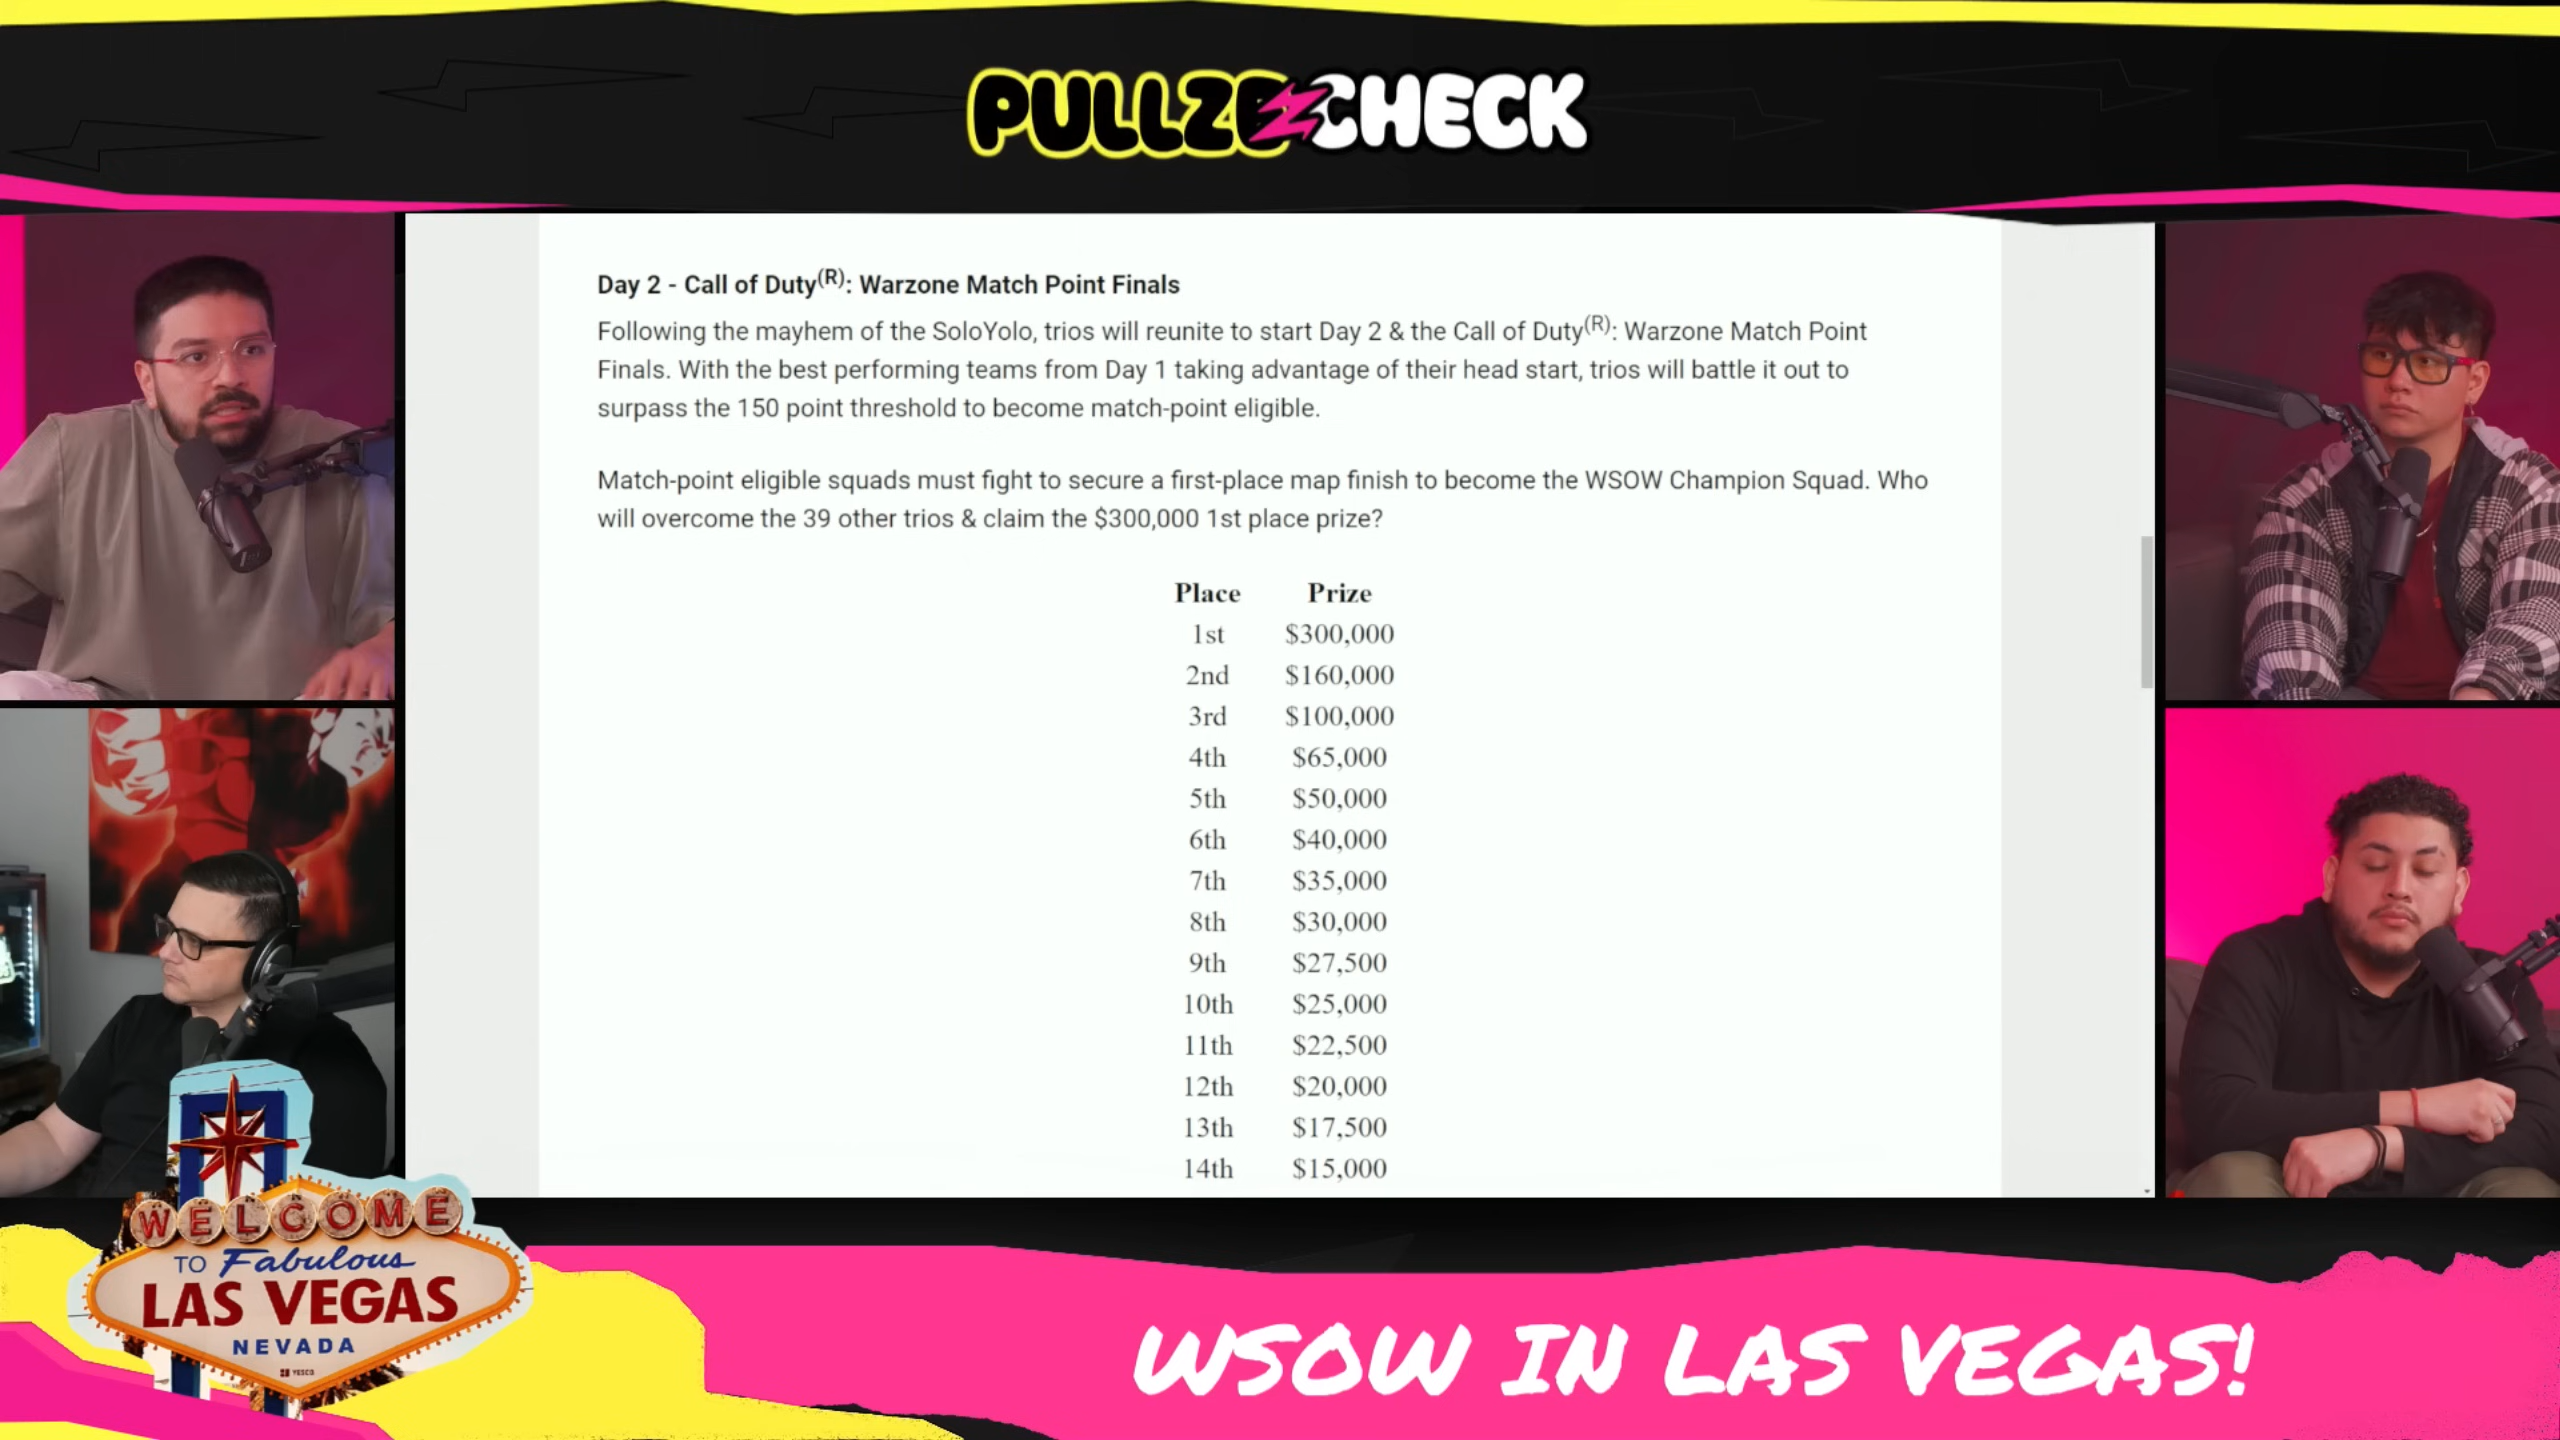 PULLZE CHECK
Day 2 - Call of Duty(R): Warzone Match Point Finals
Following the mayhem of the SoloYolo, trios will reunite to start Day 2 & the Call of Duty(R): Warzone Match Point
Finals. With the best performing teams from Day 1 taking advantage of their head start, trios will battle it out to
surpass the 150 point threshold to become match-point eligible.
Match-point eligible squads must fight to secure a first-place map finish to become the WSOW Champion Squad. Who
will overcome the 39 other trios & claim the $300,000 1st place prize?
Place Prize
1st $300,000
2nd $160,000
3rd $100,000
4th $65,000
5th $50,000
6th $40,000
7th $35,000
8th $30,000
9th $27,500
10th $25,000
11th $22,500
12th $20,000
13th $17,500
14th $15,000
WELCOME
TO Fabulous
LAS VEGAS
NEVADA
YESCO
WSOW IN LAS VEGAS!